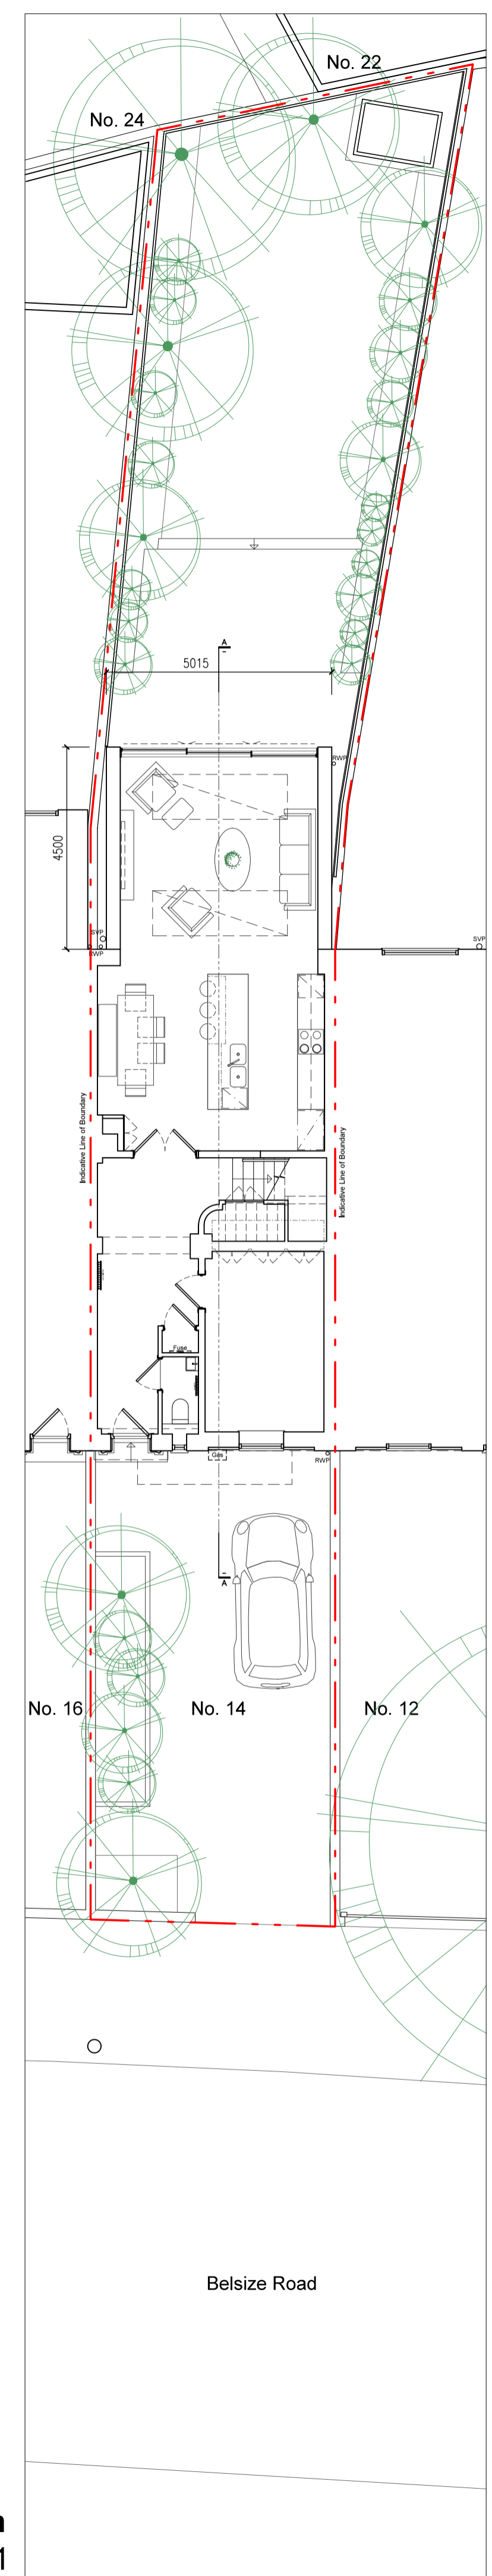 No. 22
No. 24
A
5015
RWP
4500
SVP
RWP
SVP
Indicative Line of Boundary
Indicative Line of Boundary
Fuse
Gas
RWP
A
No. 16
No. 14
No. 12
Belsize Road
1